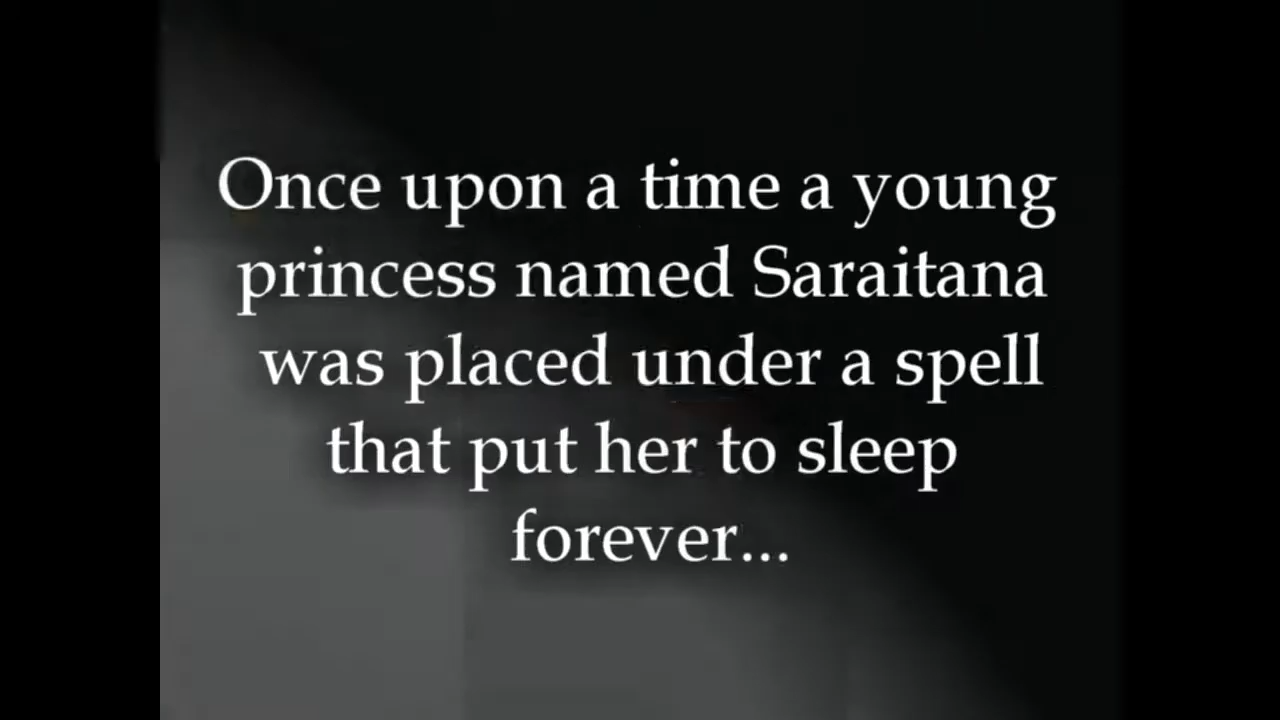 Once upon a time a young
princess named Saraitana
was placed under a spell
that put her to sleep
forever...